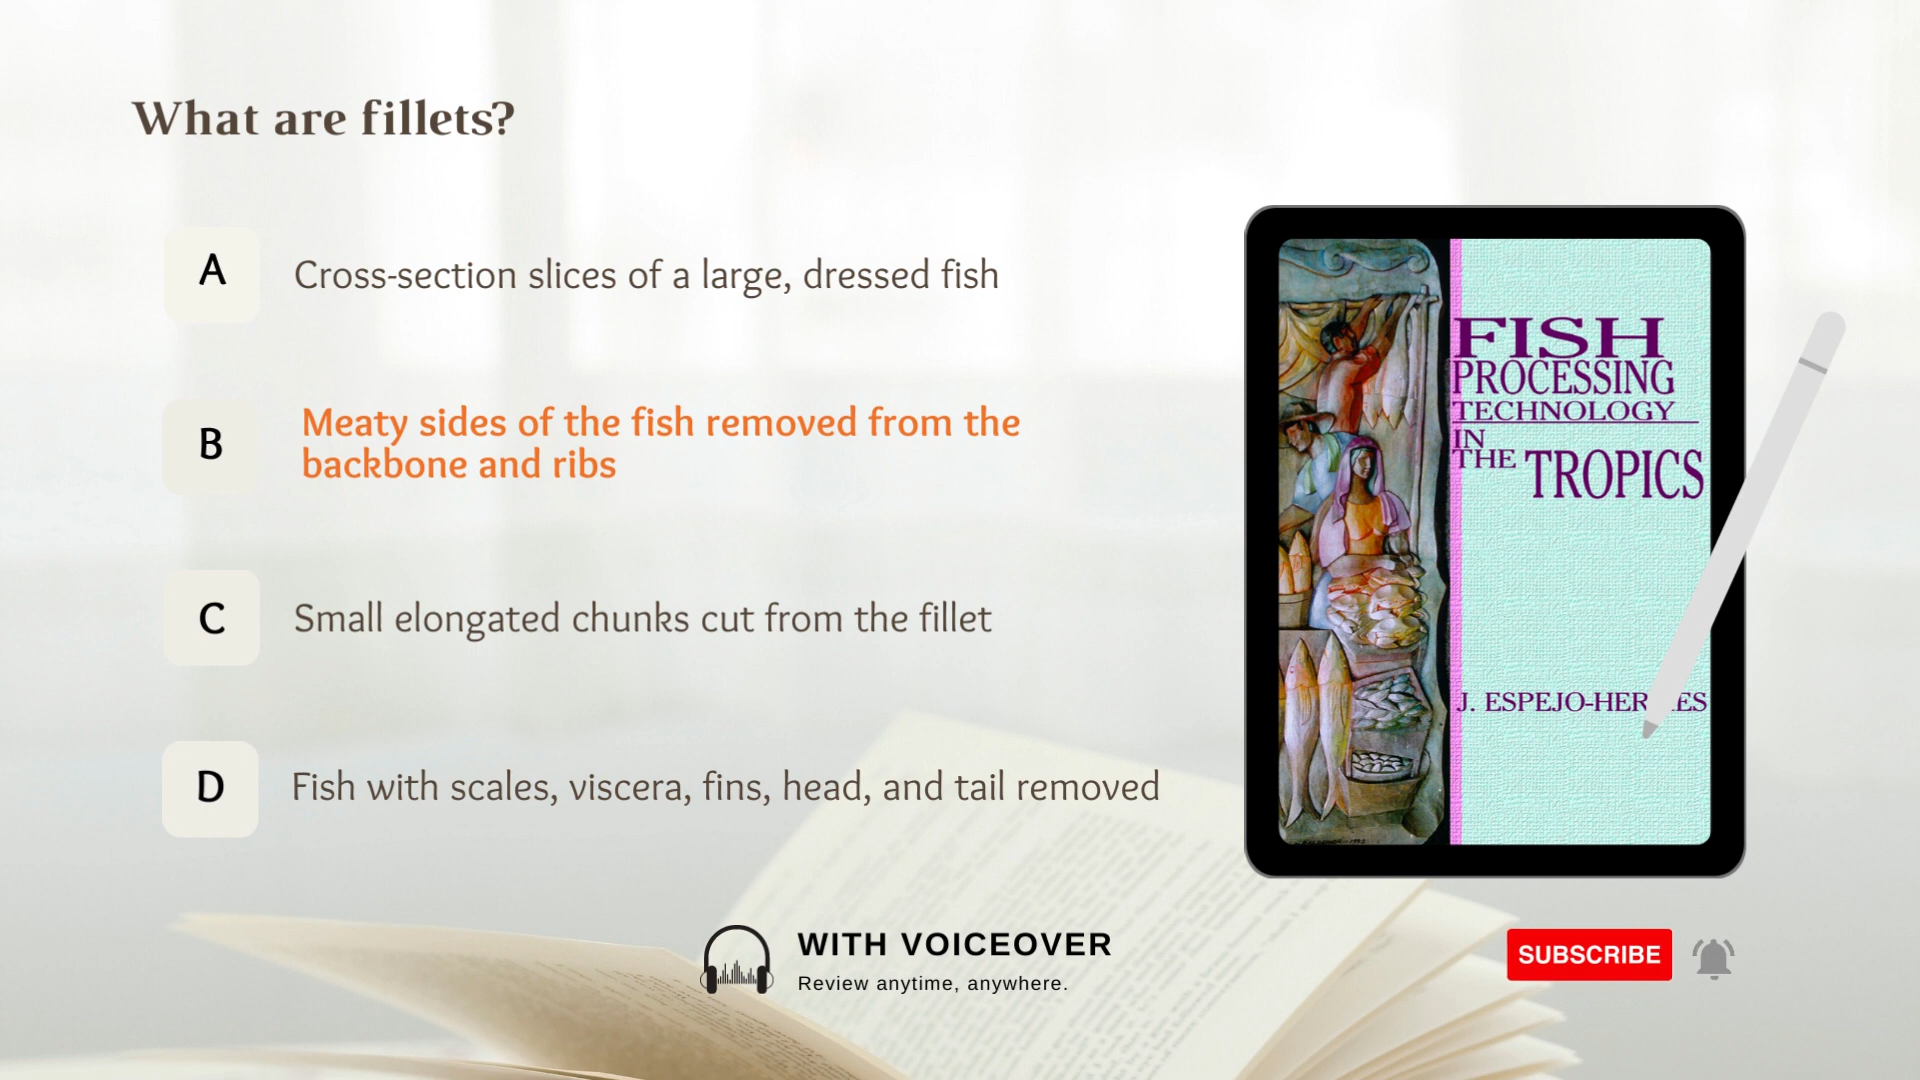 What are fillets?
A
Cross-section slices of a large, dressed fish
B
Meaty sides of the fish removed from the
backbone and ribs
C
Small elongated chunks cut from the fillet
D
Fish with scales, viscera, fins, head, and tail removed
FISH
PROCESSING
TECHNOLOGY
IN
THE TROPICS
J.
WITH VOICEOVER
Review anytime, anywhere.
SUBSCRIBE